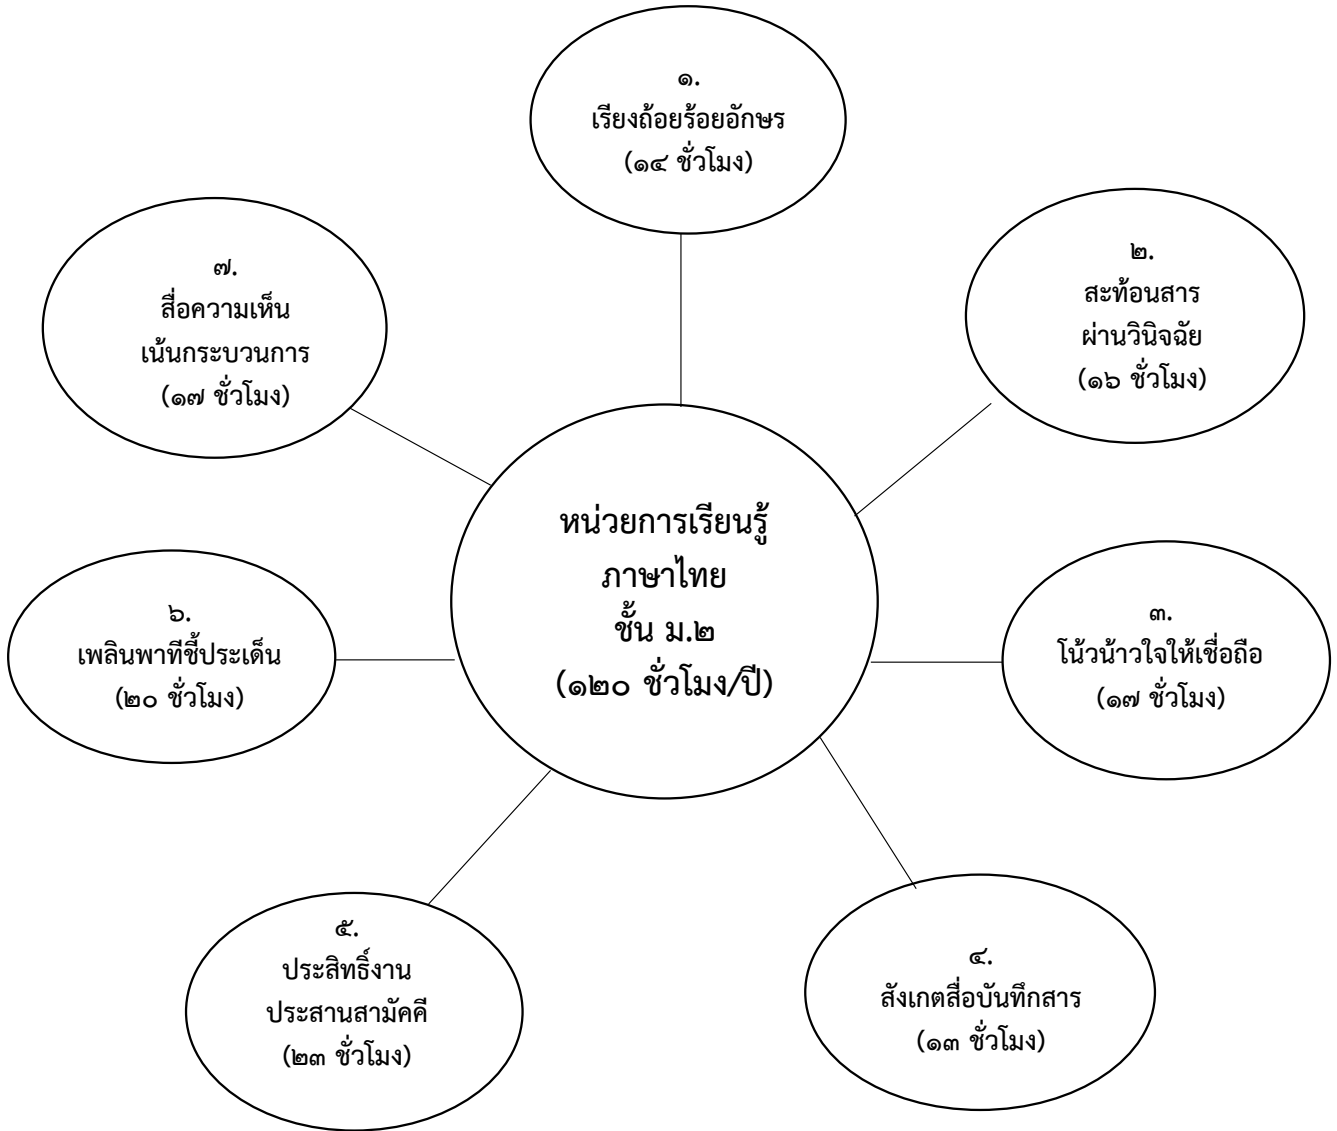 ๑.
เรียงถ้อยร้อยอักษร
(๑๔ ชั่วโมง)
๒.
สะท้อนสาร
ผ่านวินิจฉัย
(๑๖ ชั่วโมง)
๓.
โน้วน้าวใจให้เชื่อถือ
(๑๗ ชั่วโมง)
๔.
สังเกตสื่อบันทึกสาร
(๑๓ ชั่วโมง)
๕.
ประสิทธิ์งาน
ประสานสามัคคี
(๒๓ ชั่วโมง)
๖.
เพลินพาทีชี้ประเด็น
(๒๐ ชั่วโมง)
๗.
สื่อความเห็น
เน้นกระบวนการ
(๑๗ ชั่วโมง)
หน่วยการเรียนรู้
ภาษาไทย
ชั้น ม.๒
(๑๒๐ ชั่วโมง/ปี)